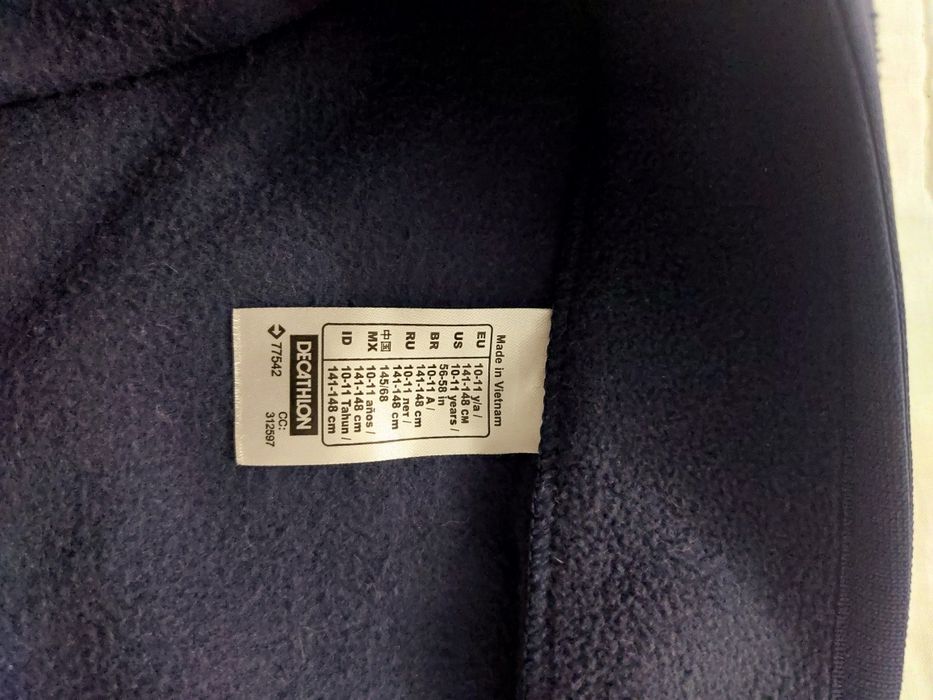 Made in Vietnam
EU 10-11 y/a /
141-148 CM
US 10-11 years /
56-58 in
BR 10-11 A /
141-148 cm
RU 10-11 лет /
141-148 cm
中国 145/68
MX 10-11 años /
141-148 cm
ID 10-11 Tahun /
141-148 cm
DECATHLON
77542
CC:
312597